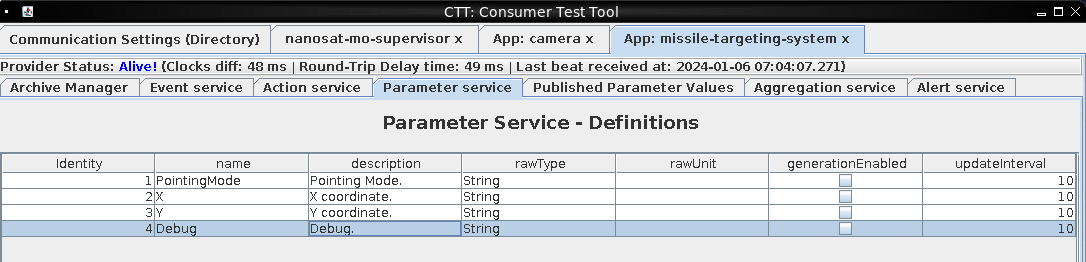 CTT: Consumer Test Tool
Communication Settings (Directory) nanosat-mo-supervisor x App: camera x App: missile-targeting-system x
Provider Status: Alive! (Clocks diff: 48 ms | Round-Trip Delay time: 49 ms | Last beat received at: 2024-01-06 07:04:07.271)
Archive Manager Event service Action service Parameter service Published Parameter Values Aggregation service Alert service
Parameter Service - Definitions
Identity name description rawType rawUnit generationEnabled updateInterval
1 PointingMode Pointing Mode. String 10
2 X X coordinate. String 10
3 Y Y coordinate. String 10
4 Debug Debug. String 10